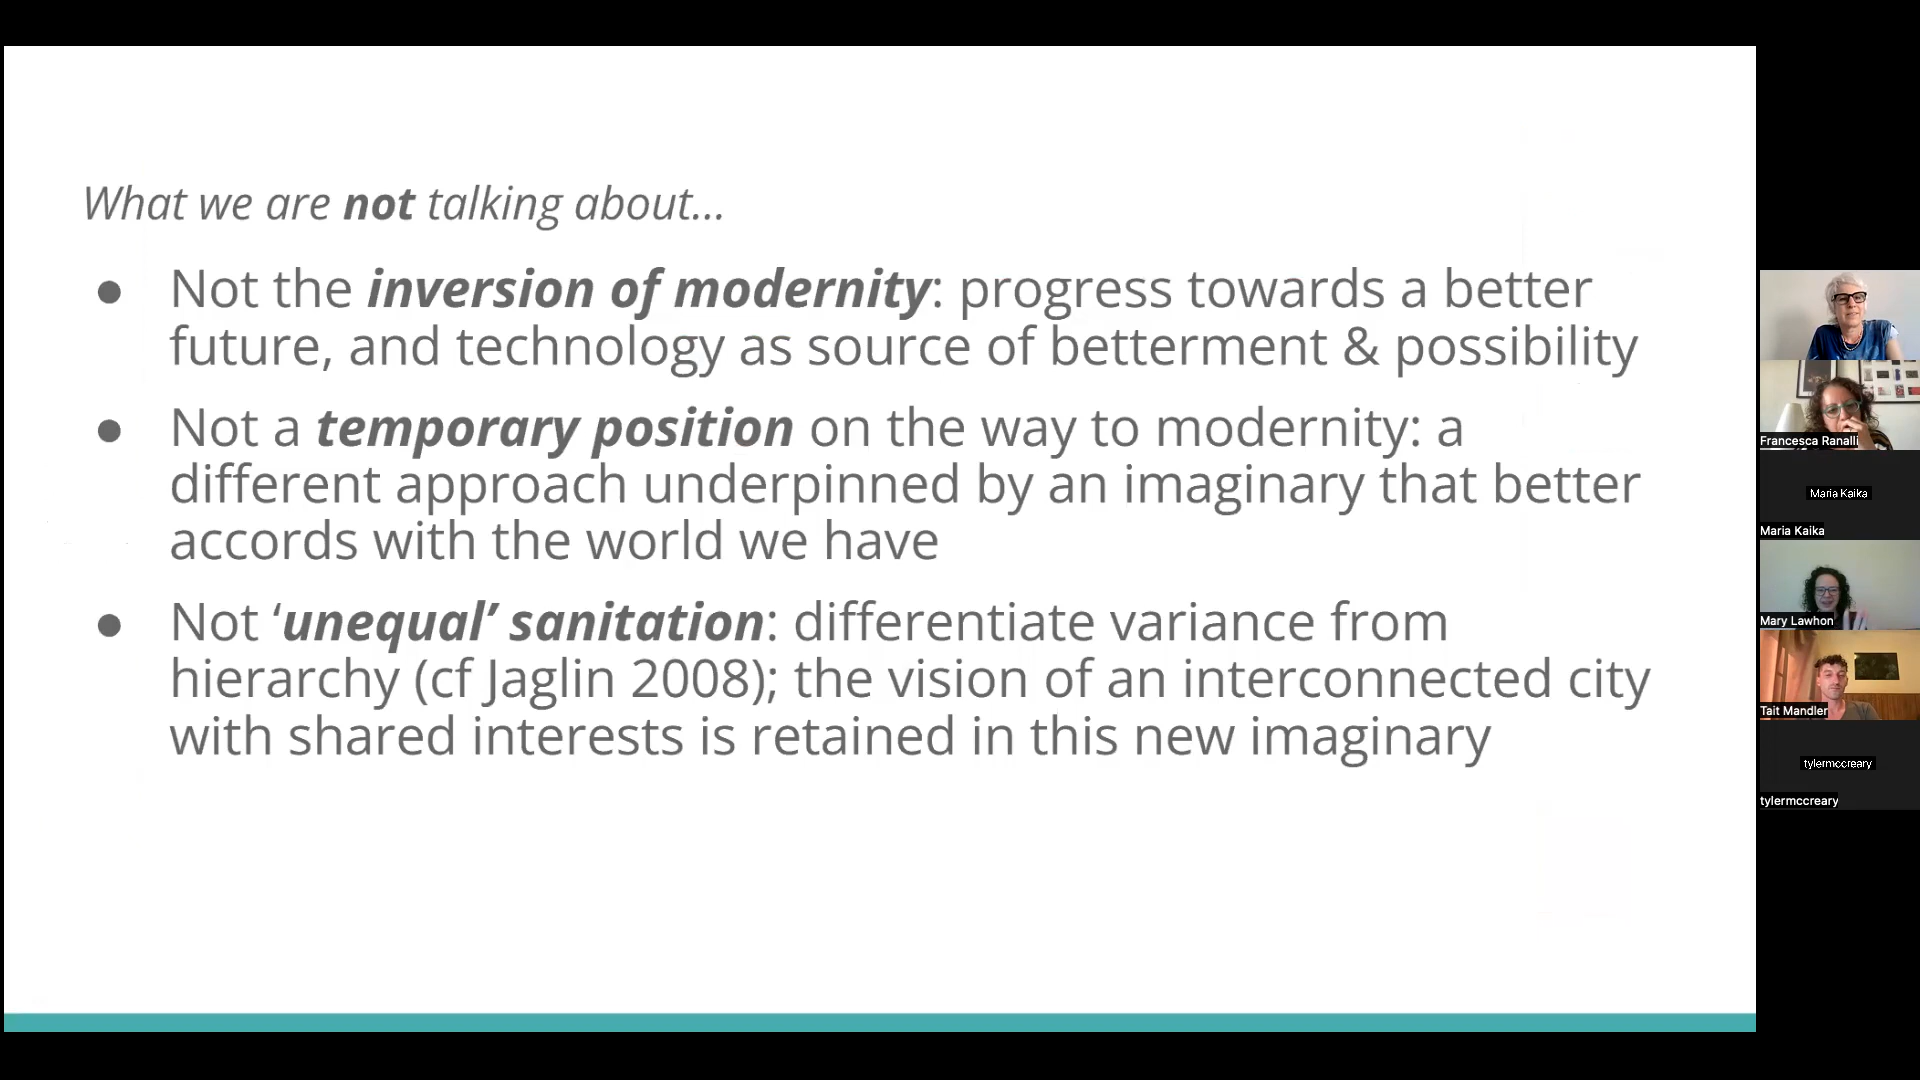 What we are not talking about...
● Not the inversion of modernity: progress towards a better
future, and technology as source of betterment & possibility
● Not a temporary position on the way to modernity: a
different approach underpinned by an imaginary that better
accords with the world we have
● Not ‘unequal’ sanitation: differentiate variance from
hierarchy (cf Jaglin 2008); the vision of an interconnected city
with shared interests is retained in this new imaginary
Francesca Ranalli
Maria Kaika
Maria Kaika
Mary Lawhon
Tait Mandler
tylermccreary
tylermccreary